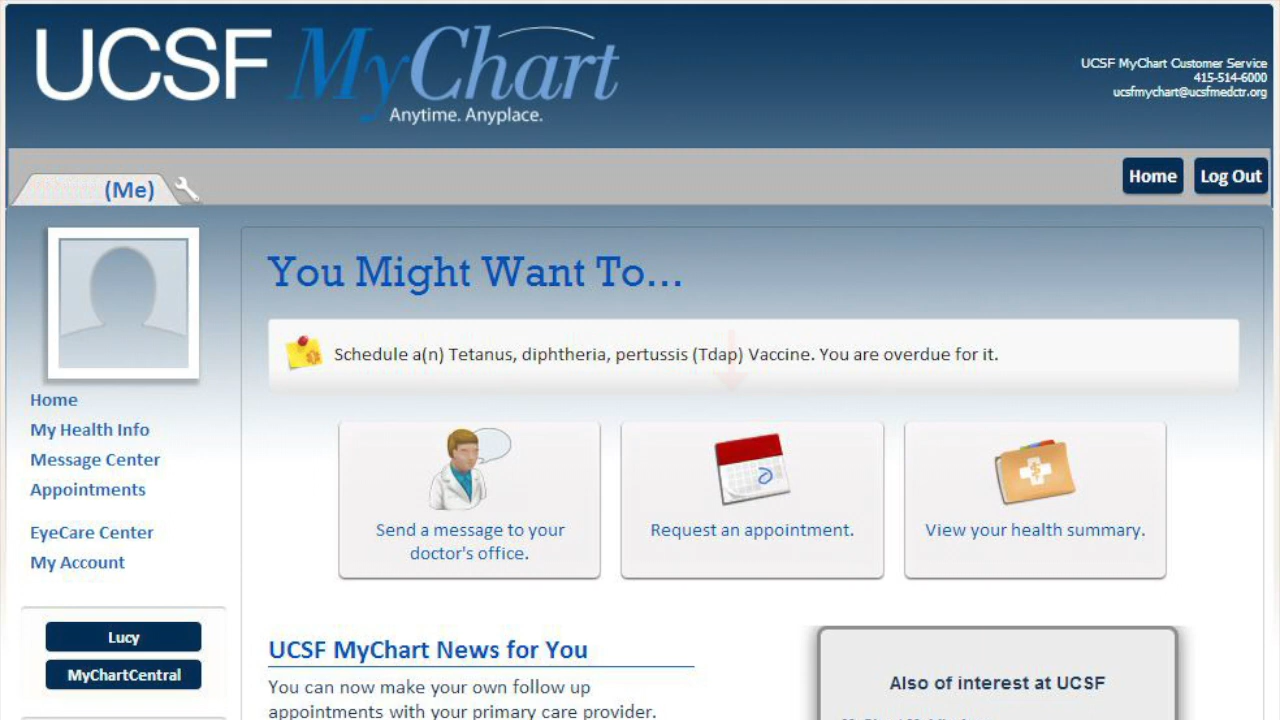 UCSF MyChart
Anytime. Anyplace.
UCSF MyChart Customer Service
415-514-6000
ucsfmychart@ucsfmedctr.org
(Me)
Home
Log Out
Home
My Health Info
Message Center
Appointments
EyeCare Center
My Account
Lucy
MyChartCentral
You Might Want To...
Schedule a(n) Tetanus, diphtheria, pertussis (Tdap) Vaccine. You are overdue for it.
Send a message to your
doctor's office.
Request an appointment.
View your health summary.
UCSF MyChart News for You
You can now make your own follow up
appointments with your primary care provider.
Also of interest at UCSF